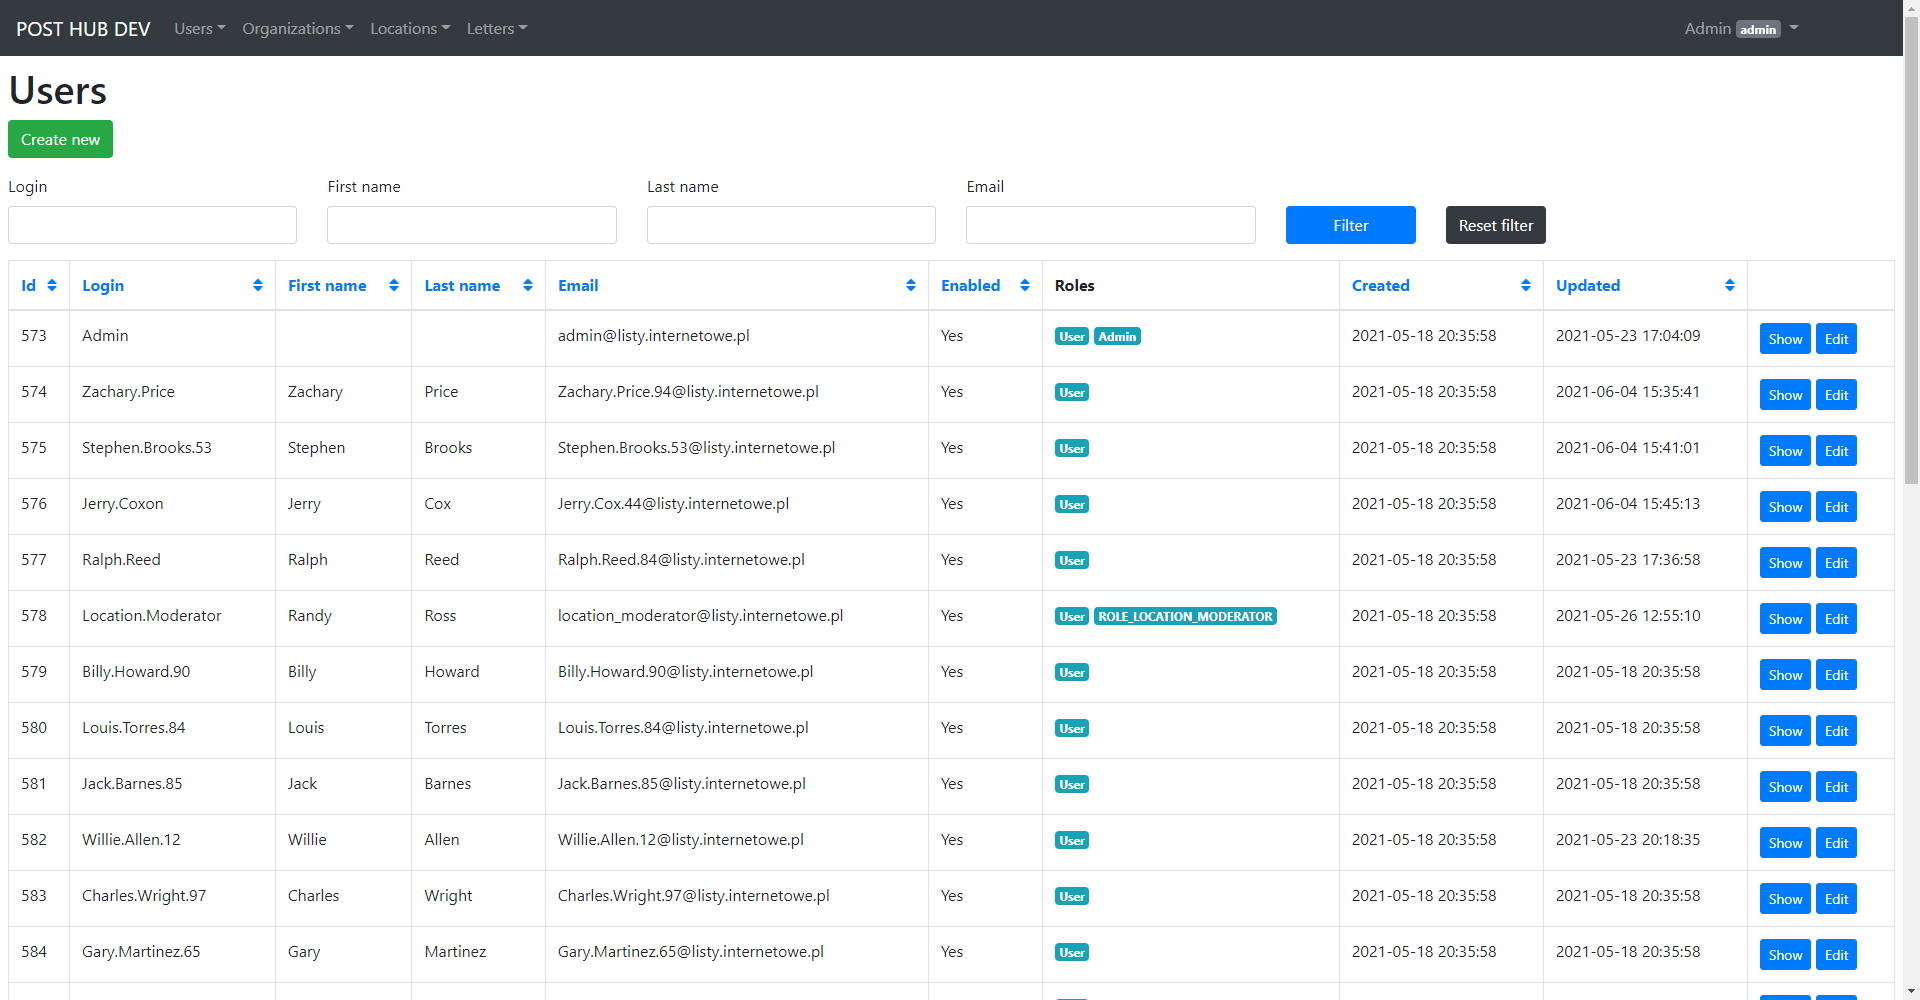 POST HUB DEV Users Organizations Locations Letters Admin admin
Users
Create new
Login First name Last name Email
Filter Reset filter
Id Login First name Last name Email Enabled Roles Created Updated
573 Admin admin@listy.internetowe.pl Yes User Admin 2021-05-18 20:35:58 2021-05-23 17:04:09 Show Edit
574 Zachary.Price Zachary Price Zachary.Price.94@listy.internetowe.pl Yes User 2021-05-18 20:35:58 2021-06-04 15:35:41 Show Edit
575 Stephen.Brooks.53 Stephen Brooks Stephen.Brooks.53@listy.internetowe.pl Yes User 2021-05-18 20:35:58 2021-06-04 15:41:01 Show Edit
576 Jerry.Coxon Jerry Cox Jerry.Cox.44@listy.internetowe.pl Yes User 2021-05-18 20:35:58 2021-06-04 15:45:13 Show Edit
577 Ralph.Reed Ralph Reed Ralph.Reed.84@listy.internetowe.pl Yes User 2021-05-18 20:35:58 2021-05-23 17:36:58 Show Edit
578 Location.Moderator Randy Ross location_moderator@listy.internetowe.pl Yes User ROLE_LOCATION_MODERATOR 2021-05-18 20:35:58 2021-05-26 12:55:10 Show Edit
579 Billy.Howard.90 Billy Howard Billy.Howard.90@listy.internetowe.pl Yes User 2021-05-18 20:35:58 2021-05-18 20:35:58 Show Edit
580 Louis.Torres.84 Louis Torres Louis.Torres.84@listy.internetowe.pl Yes User 2021-05-18 20:35:58 2021-05-18 20:35:58 Show Edit
581 Jack.Barnes.85 Jack Barnes Jack.Barnes.85@listy.internetowe.pl Yes User 2021-05-18 20:35:58 2021-05-18 20:35:58 Show Edit
582 Willie.Allen.12 Willie Allen Willie.Allen.12@listy.internetowe.pl Yes User 2021-05-18 20:35:58 2021-05-23 20:18:35 Show Edit
583 Charles.Wright.97 Charles Wright Charles.Wright.97@listy.internetowe.pl Yes User 2021-05-18 20:35:58 2021-05-18 20:35:58 Show Edit
584 Gary.Martinez.65 Gary Martinez Gary.Martinez.65@listy.internetowe.pl Yes User 2021-05-18 20:35:58 2021-05-18 20:35:58 Show Edit